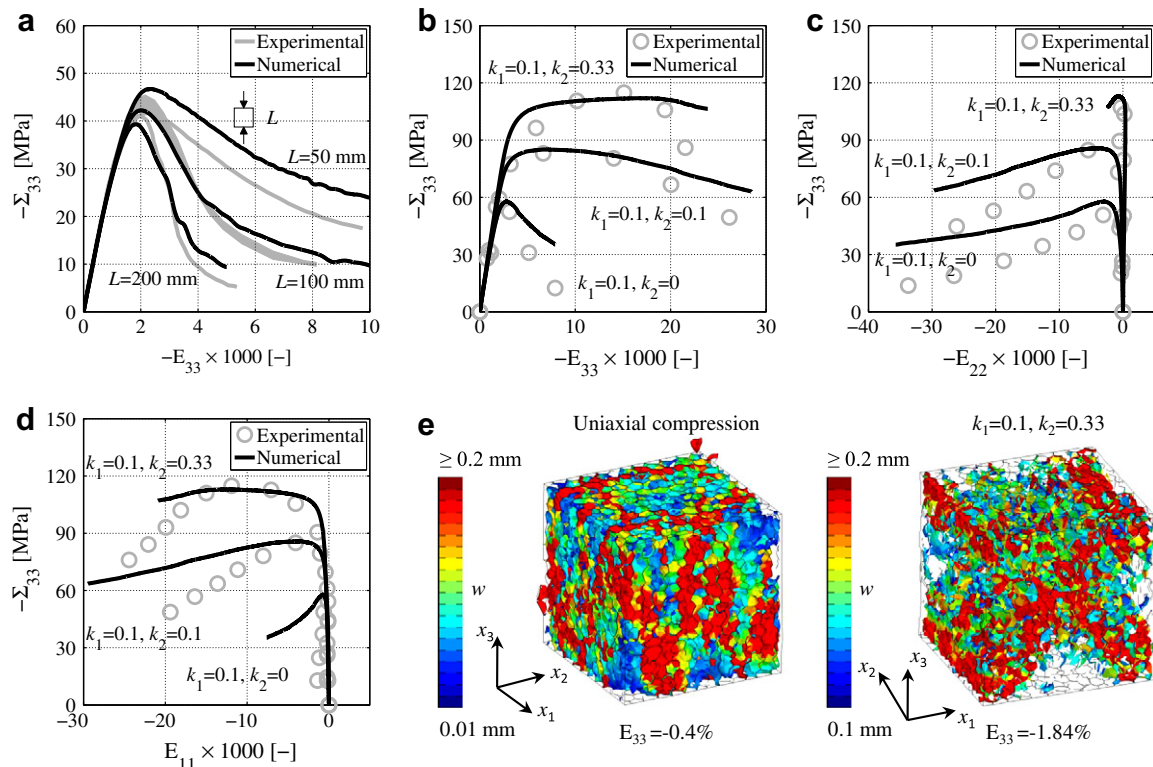 a
60
50
40
30
20
10
0
-Σ33 [MPa]
Experimental
Numerical
L
L=50 mm
L=200 mm
L=100mm
0 2 4 6 8 10
-E33 × 1000 [-]
b
150
120
90
60
30
0
-Σ33 [MPa]
Experimental
Numerical
k1=0.1, k2=0.33
k1=0.1, k2=0.1
k1=0.1, k2=0
0 10 20 30
-E33 × 1000 [-]
c
150
120
90
60
30
0
-Σ33 [MPa]
Experimental
Numerical
k1=0.1, k2=0.33
k1=0.1, k2=0.1
k1=0.1, k2=0
-40 -30 -20 -10 0
-E22 × 1000 [-]
d
150
120
90
60
30
0
-Σ33 [MPa]
Experimental
Numerical
k1=0.1, k2=0.33
k1=0.1, k2=0.1
k1=0.1, k2=0
-30 -20 -10 0
E11 × 1000 [-]
e
Uniaxial compression
≥ 0.2 mm
w
0.01 mm
x3
x2
x1
E33=-0.4%
k1=0.1, k2=0.33
≥ 0.2 mm
w
0.1 mm
x2
x3
x1
E33=-1.84%